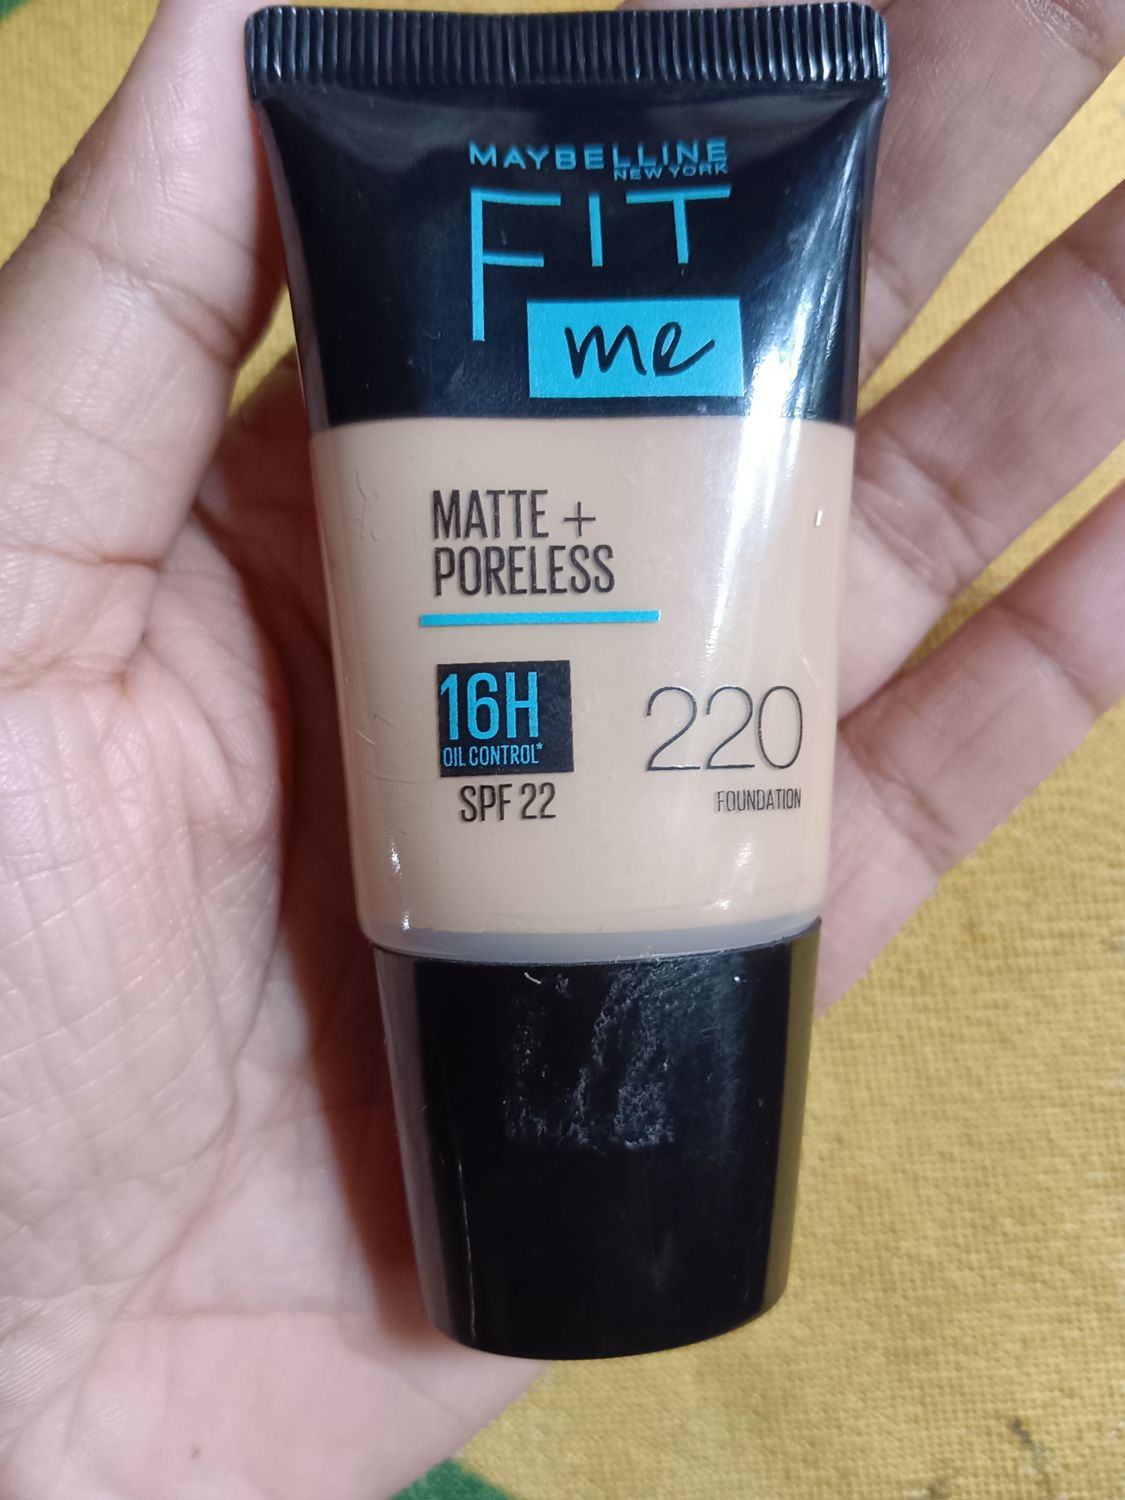 MAYBELLINE
NEW YORK
FIT
me
MATTE +
PORELESS
16H
OIL CONTROL*
SPF 22
220
FOUNDATION